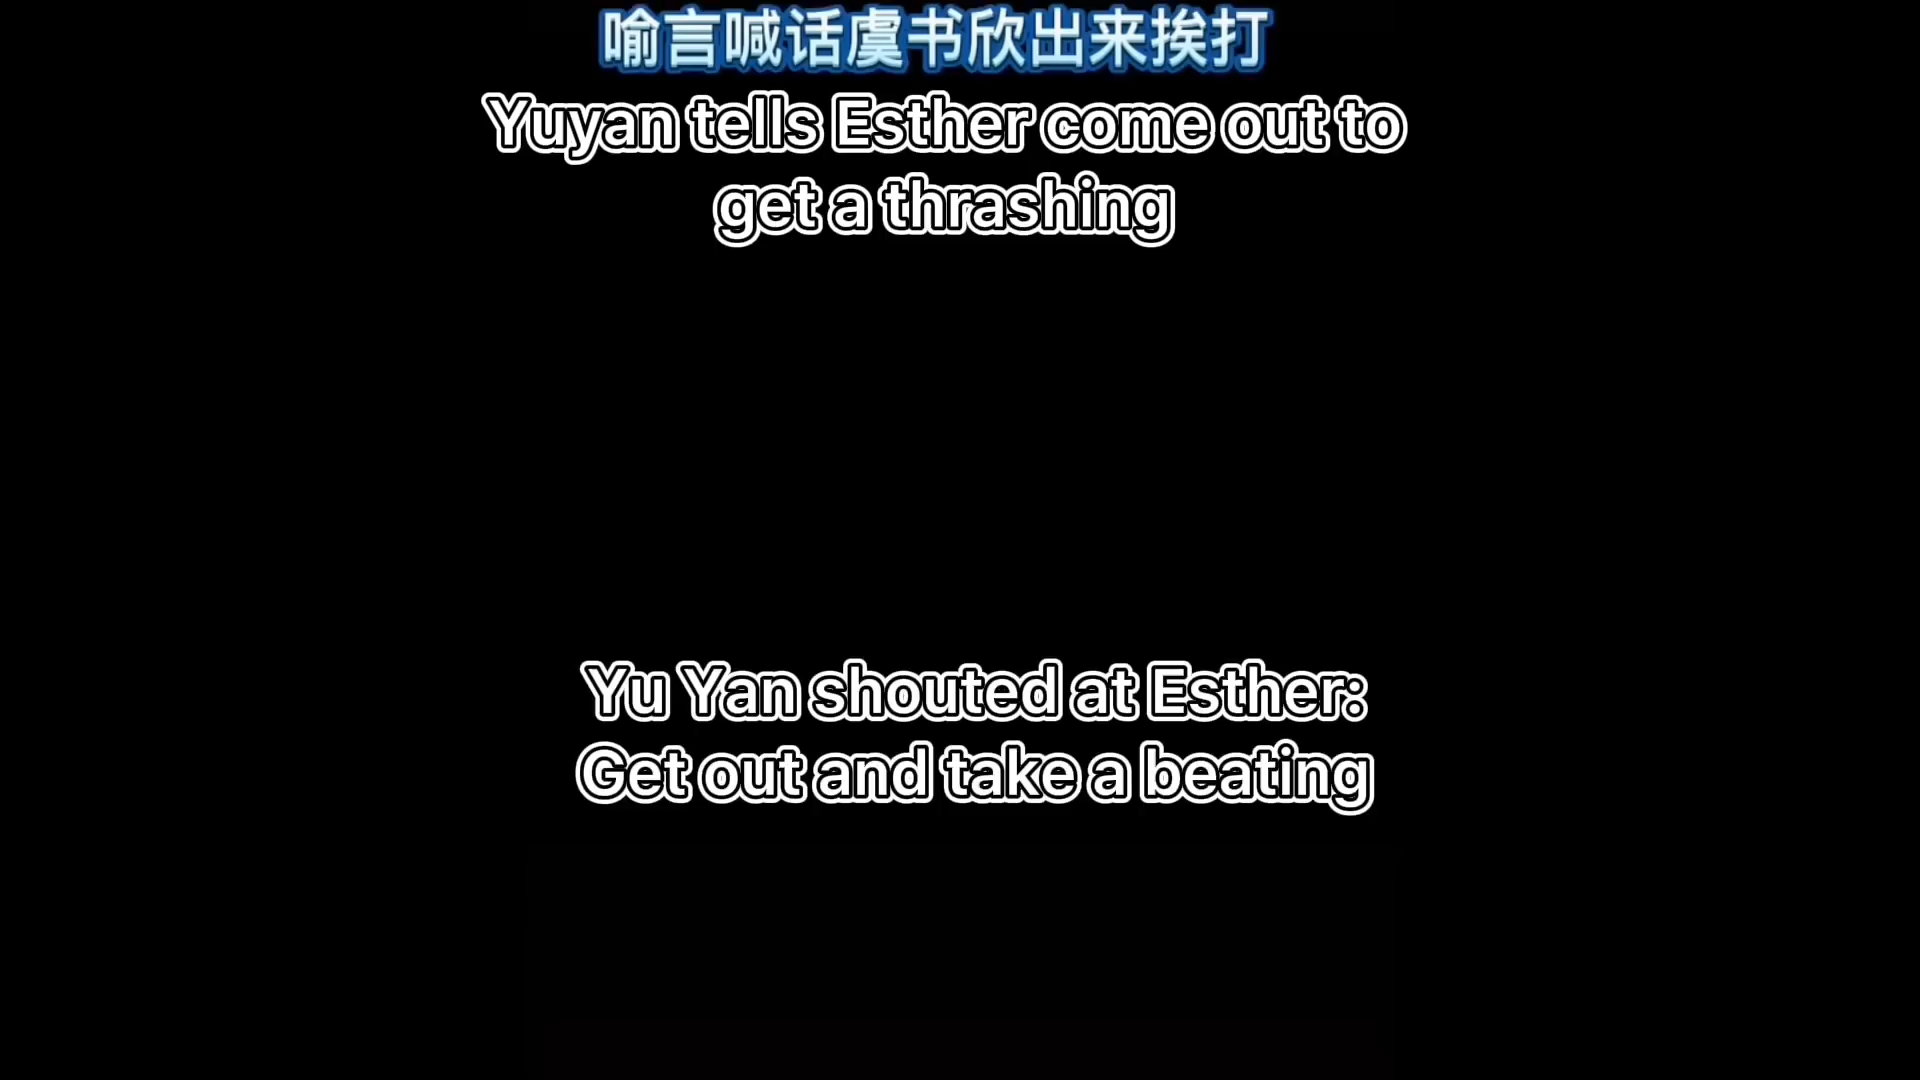 喻言喊话虞书欣出来挨打
Yuyan tells Esther come out to
get a thrashing
Yu Yan shouted at Esther:
Get out and take a beating